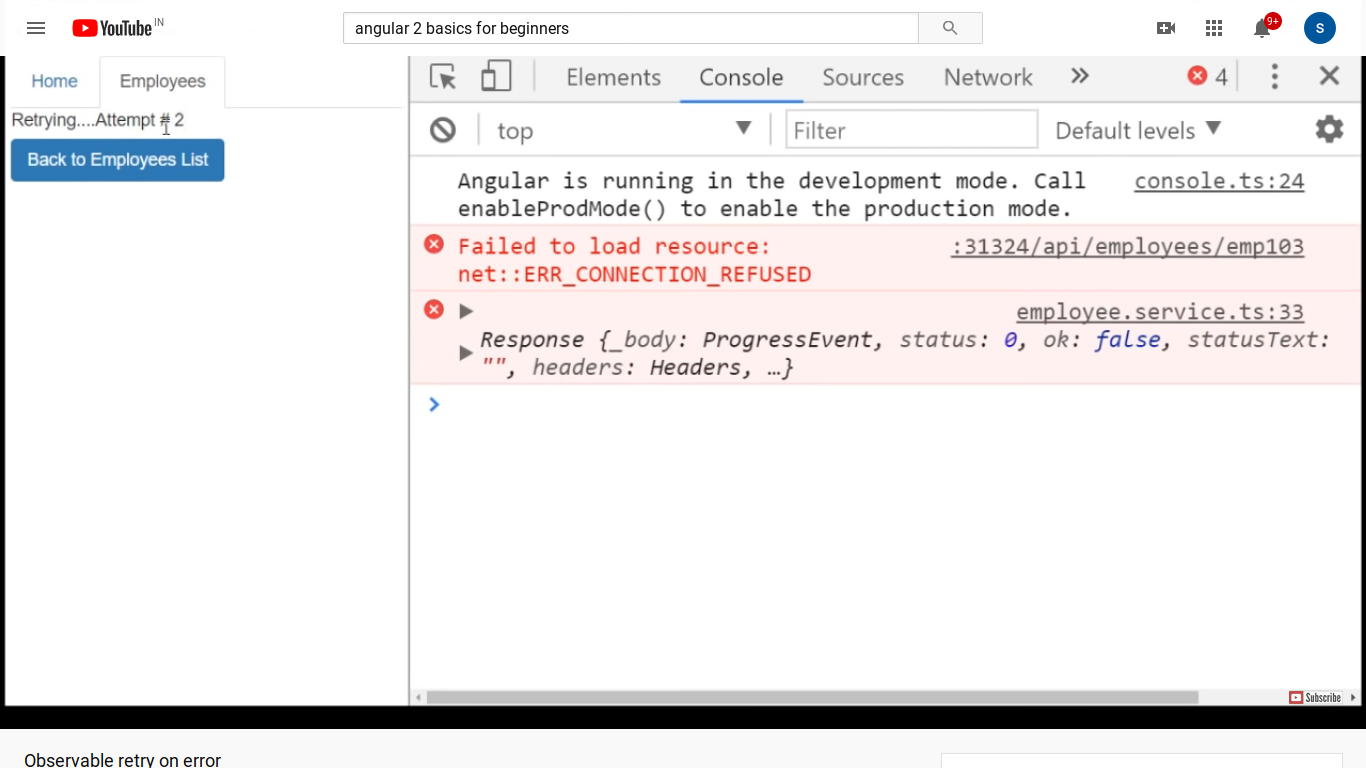 YouTube IN
angular 2 basics for beginners
9+
S
Home
Employees
Elements
Console
Sources
Network
»
4
Retrying....Attempt # 2
top
Filter
Default levels
Back to Employees List
Angular is running in the development mode. Call
console.ts:24
enableProdMode() to enable the production mode.
Failed to load resource:
:31324/api/employees/emp103
net::ERR_CONNECTION_REFUSED
employee.service.ts:33
Response {_body: ProgressEvent, status: 0, ok: false, statusText:
"", headers: Headers, …}
Subscribe
Observable retry on error